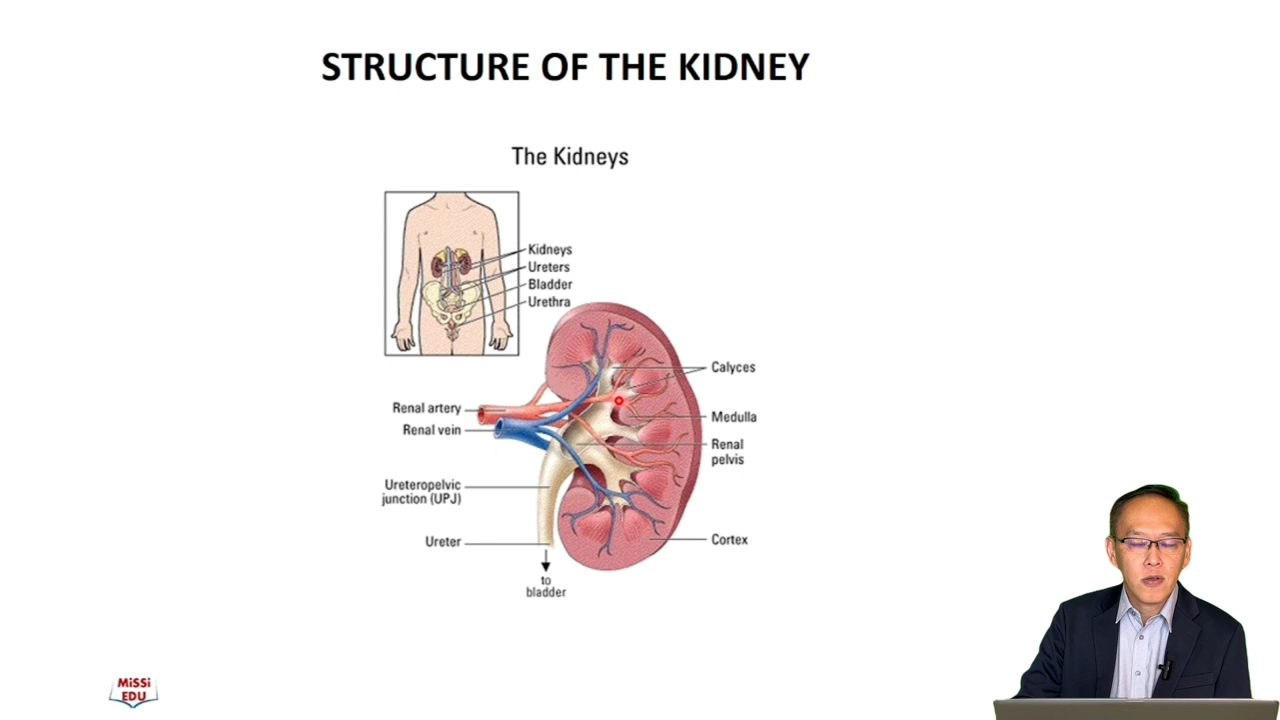 STRUCTURE OF THE KIDNEY
The Kidneys
Kidneys
Ureters
Bladder
Urethra
Calyces
Renal artery
Medulla
Renal vein
Renal
pelvis
Ureteropelvic
junction (UPJ)
Ureter
Cortex
to
bladder
MiSSi
EDU